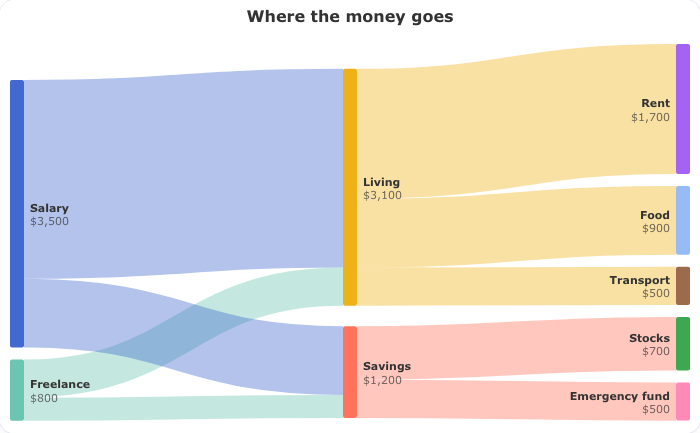 Where the money goes
Salary
$3,500
Freelance
$800
Living
$3,100
Savings
$1,200
Rent
$1,700
Food
$900
Transport
$500
Stocks
$700
Emergency fund
$500